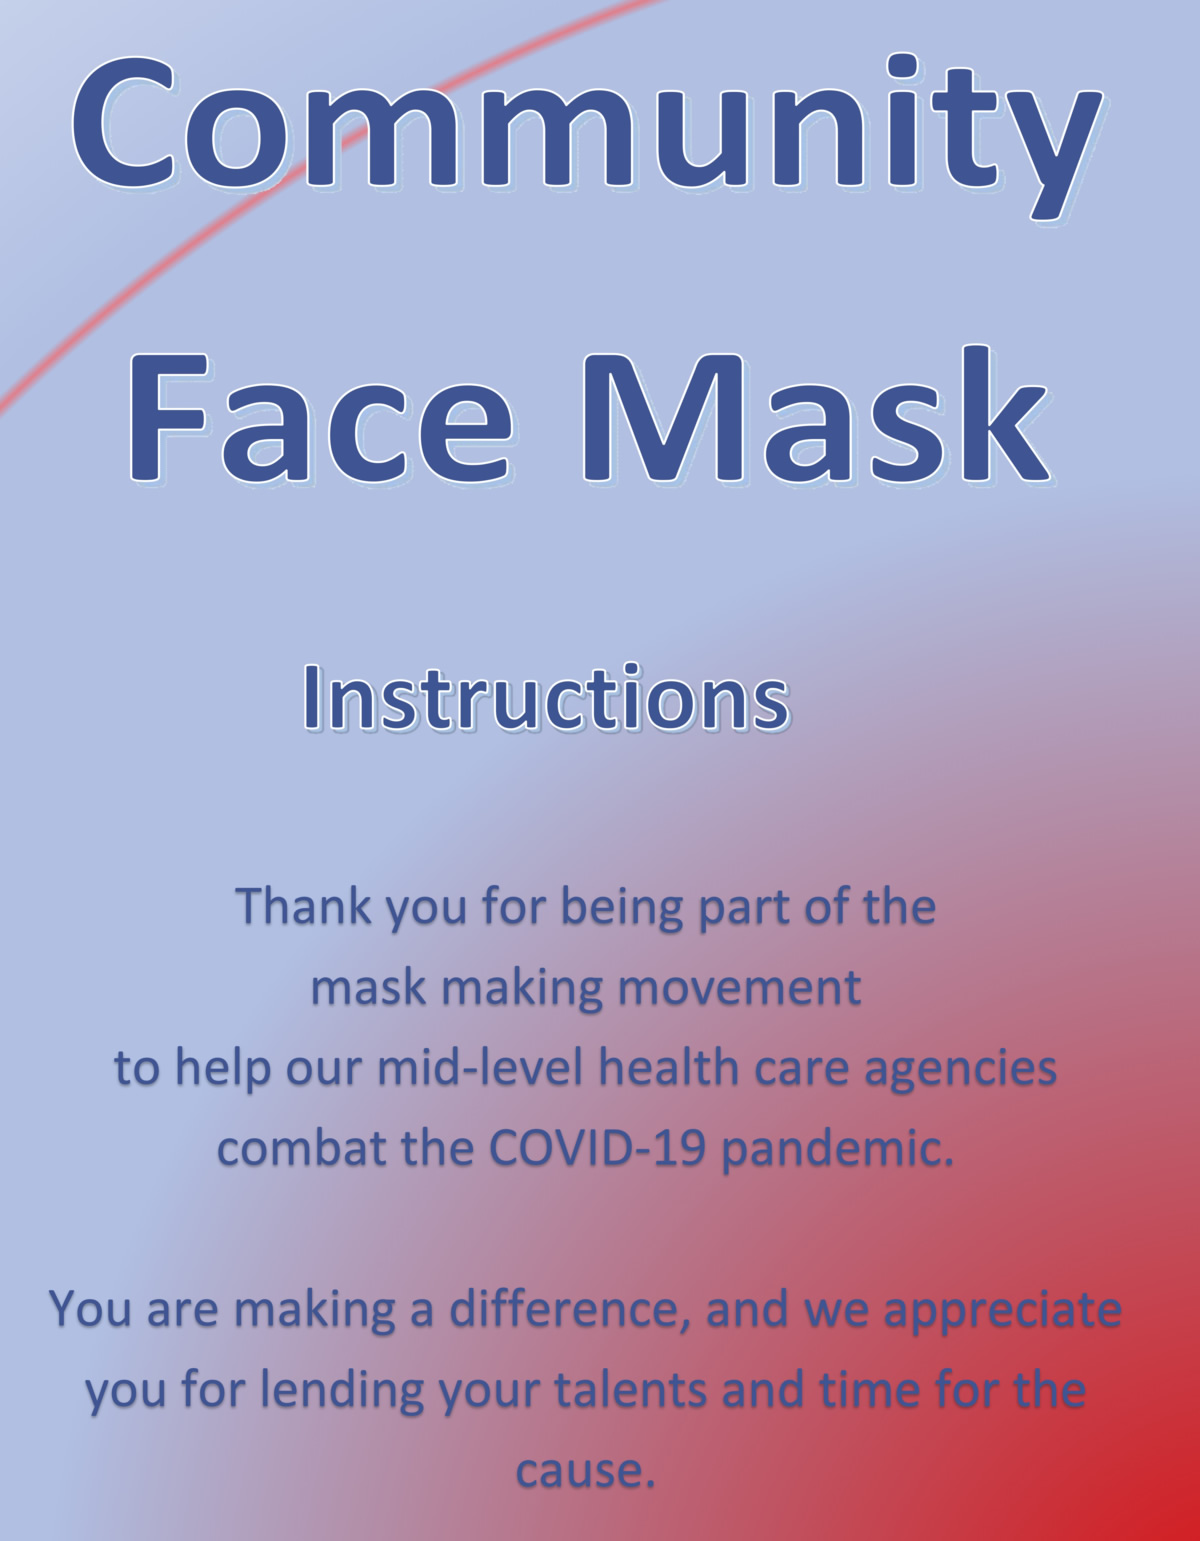 Community
Face Mask
Instructions
Thank you for being part of the
mask making movement
to help our mid-level health care agencies
combat the COVID-19 pandemic.
You are making a difference, and we appreciate
you for lending your talents and time for the
cause.